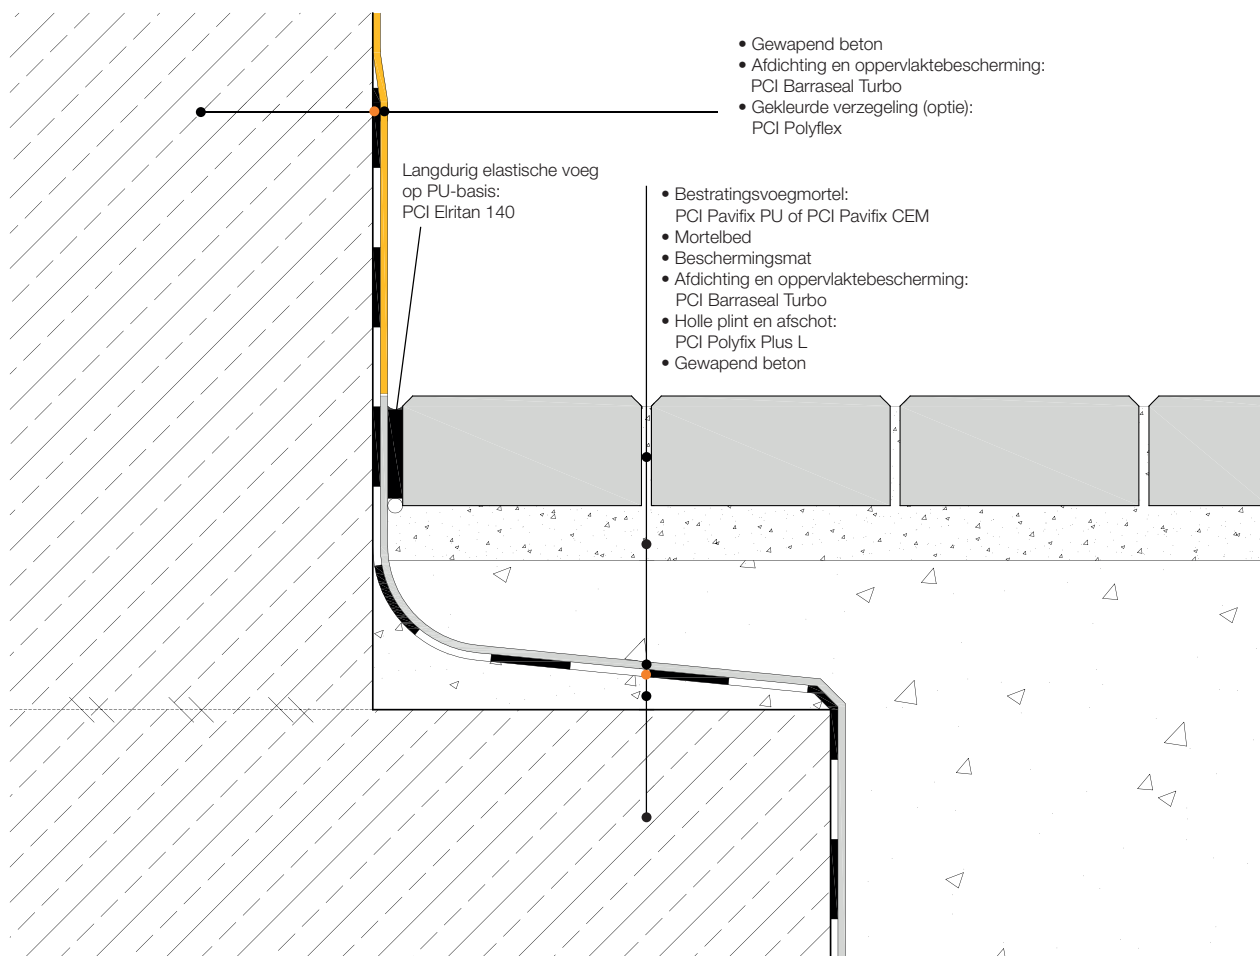 • Gewapend beton
• Afdichting en oppervlaktebescherming:
PCI Barraseal Turbo
• Gekleurde verzegeling (optie):
PCI Polyflex
Langdurig elastische voeg
op PU-basis:
PCI Elritan 140
• Bestratingsvoegmortel:
PCI Pavifix PU of PCI Pavifix CEM
• Mortelbed
• Beschermingsmat
• Afdichting en oppervlaktebescherming:
PCI Barraseal Turbo
• Holle plint en afschot:
PCI Polyfix Plus L
• Gewapend beton